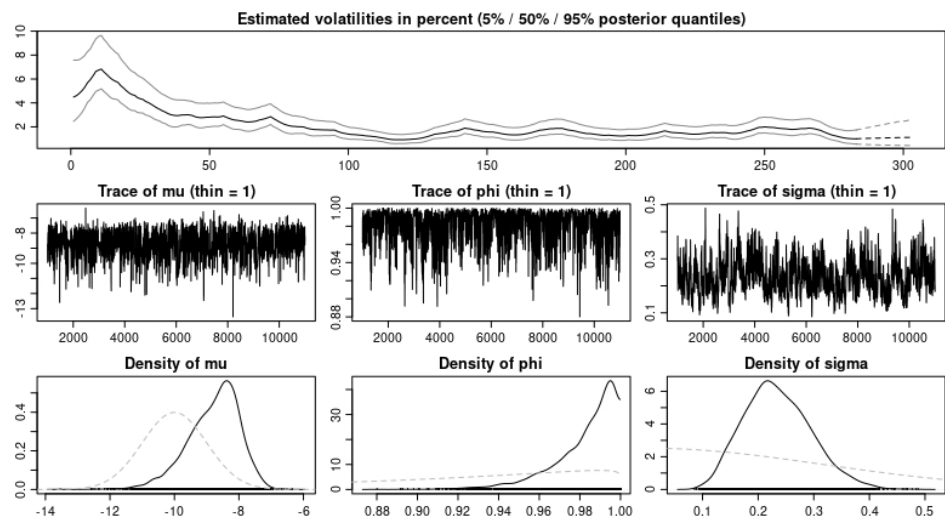 Estimated volatilities in percent (5% / 50% / 95% posterior quantiles)
10
8
6
4
2
0 50 100 150 200 250 300
Trace of mu (thin = 1) Trace of phi (thin = 1) Trace of sigma (thin = 1)
-8 1.00 0.5
-10 0.94 0.3
-13 0.88 0.1
2000 4000 6000 8000 10000 2000 4000 6000 8000 10000 2000 4000 6000 8000 10000
Density of mu Density of phi Density of sigma
0.4 30 6
0.2 10 4
0.0 0 2
0
-14 -12 -10 -8 -6 0.88 0.90 0.92 0.94 0.96 0.98 1.00 0.1 0.2 0.3 0.4 0.5